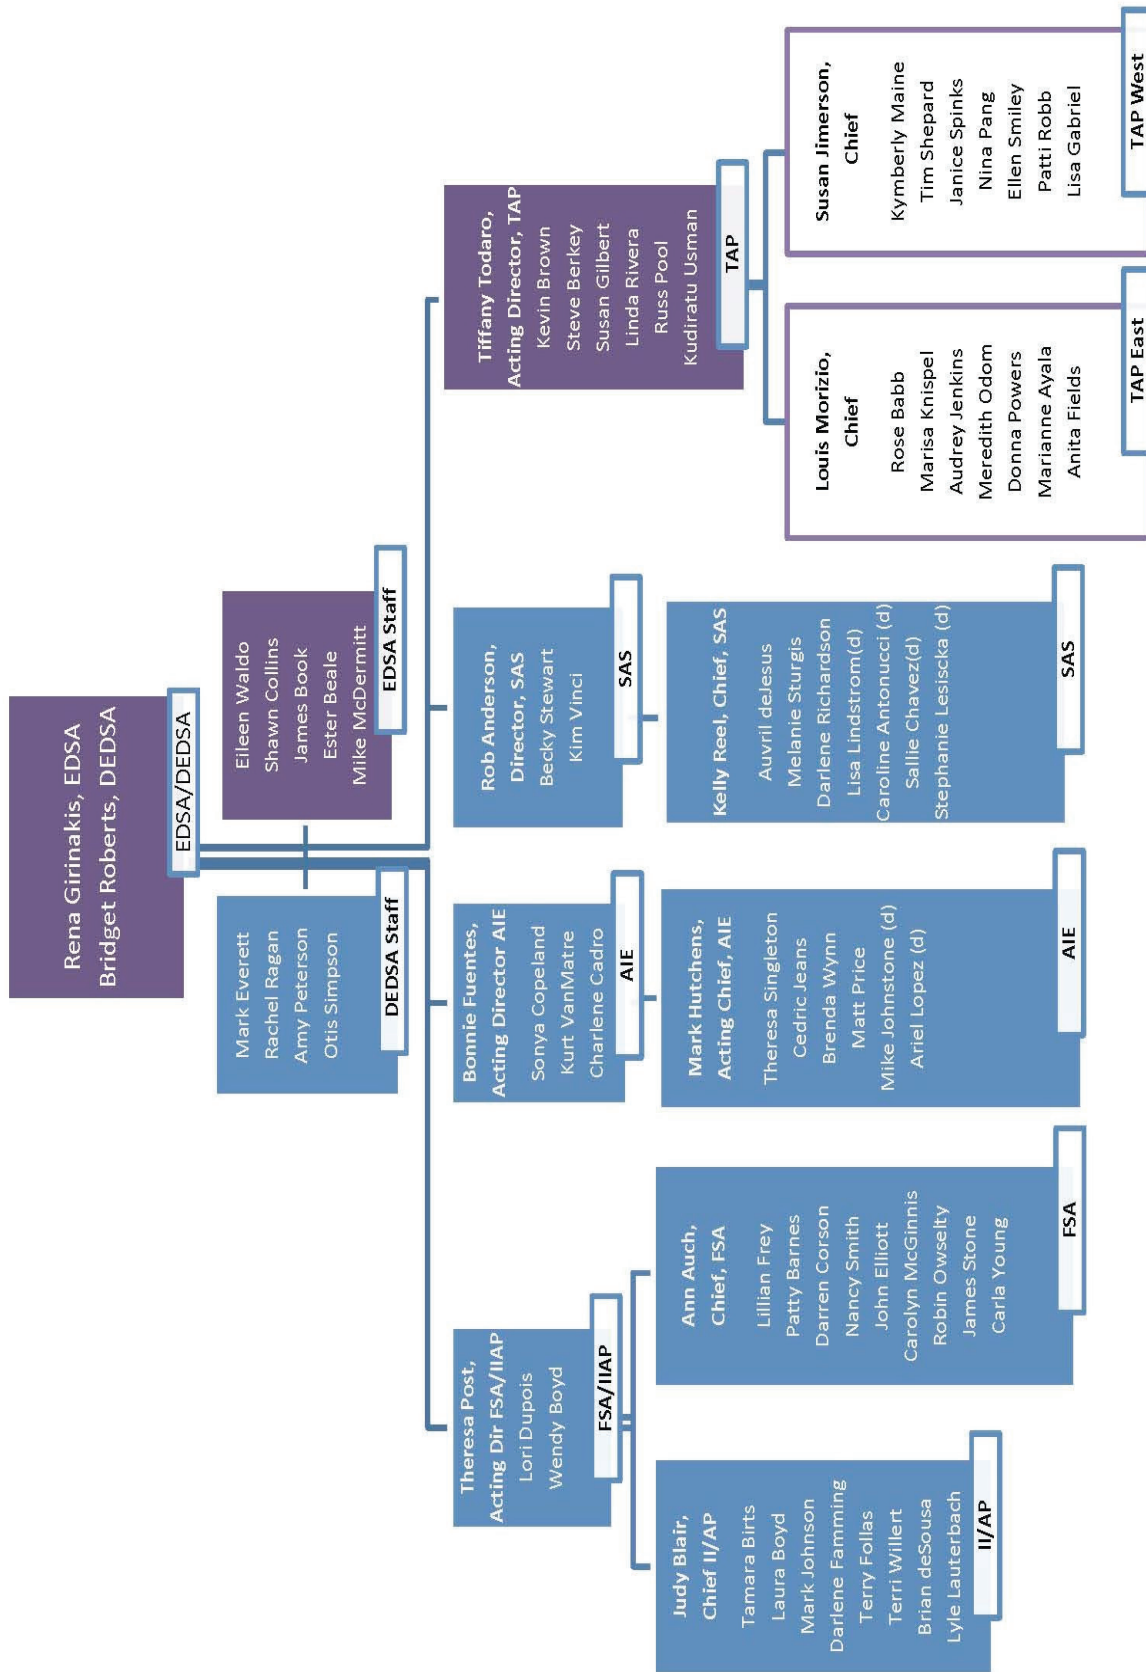 Rena Girinakis, EDSA
Bridget Roberts, DEDSA
EDSA/DEDSA
Mark Everett
Rachel Ragan
Amy Peterson
Otis Simpson
DEDSA Staff
Eileen Waldo
Shawn Collins
James Book
Ester Beale
Mike McDermitt
EDSA Staff
Theresa Post,
Acting Dir FSA/IIAP
Lori Dupois
Wendy Boyd
FSA/IIAP
Bonnie Fuentes,
Acting Director AIE
Sonya Copeland
Kurt VanMatre
Charlene Cadro
AIE
Rob Anderson,
Director, SAS
Becky Stewart
Kim Vinci
SAS
Tiffany Todaro,
Acting Director, TAP
Kevin Brown
Steve Berkey
Susan Gilbert
Linda Rivera
Russ Pool
Kudiratu Usman
TAP
Judy Blair,
Chief II/AP
Tamara Birts
Laura Boyd
Mark Johnson
Darlene Famming
Terry Follas
Terri Willert
Brian deSousa
Lyle Lauterbach
II/AP
Ann Auch,
Chief, FSA
Lillian Frey
Patty Barnes
Darren Corson
Nancy Smith
John Elliott
Carolyn McGinnis
Robin Owselty
James Stone
Carla Young
FSA
Mark Hutchens,
Acting Chief, AIE
Theresa Singleton
Cedric Jeans
Brenda Wynn
Matt Price
Mike Johnstone (d)
Ariel Lopez (d)
AIE
Kelly Reel, Chief, SAS
Auvril deJesus
Melanie Sturgis
Darlene Richardson
Lisa Lindstrom(d)
Caroline Antonucci (d)
Sallie Chavez(d)
Stephanie Lesiscka (d)
SAS
Louis Morizio,
Chief
Rose Babb
Marisa Knispel
Audrey Jenkins
Meredith Odom
Donna Powers
Marianne Ayala
Anita Fields
TAP East
Susan Jimerson,
Chief
Kymberly Maine
Tim Shepard
Janice Spinks
Nina Pang
Ellen Smiley
Patti Robb
Lisa Gabriel
TAP West